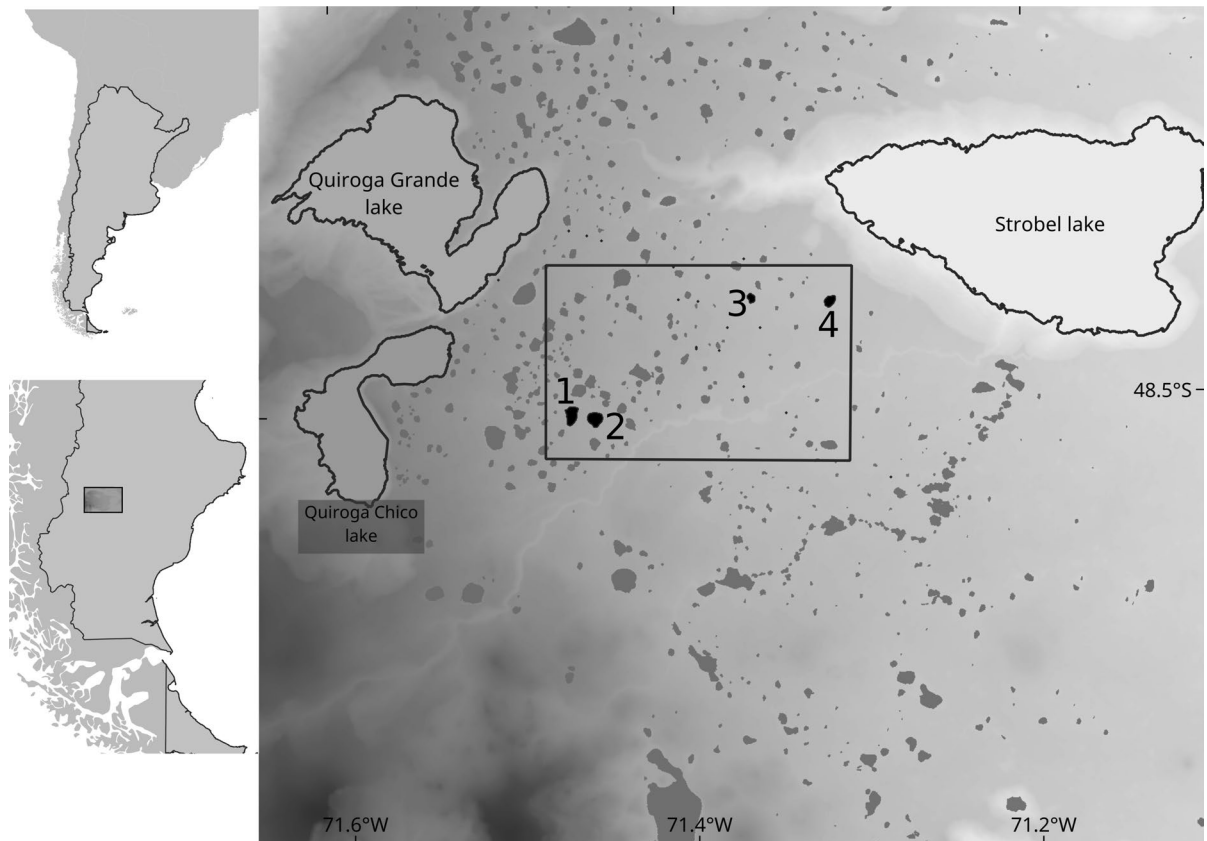 Quiroga Grande
lake
Strobel lake
3
4
48.5°S
1
2
Quiroga Chico
lake
71.6°W
71.4°W
71.2°W